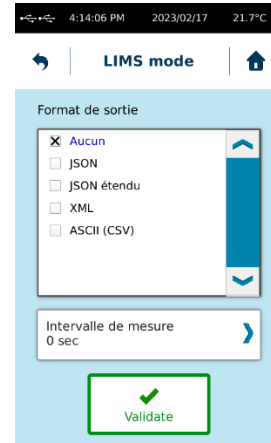 4:14:06 PM 2023/02/17 21.7°C
LIMS mode
Format de sortie
Aucun
JSON
JSON étendu
XML
ASCII (CSV)
Intervalle de mesure
0 sec
Validate